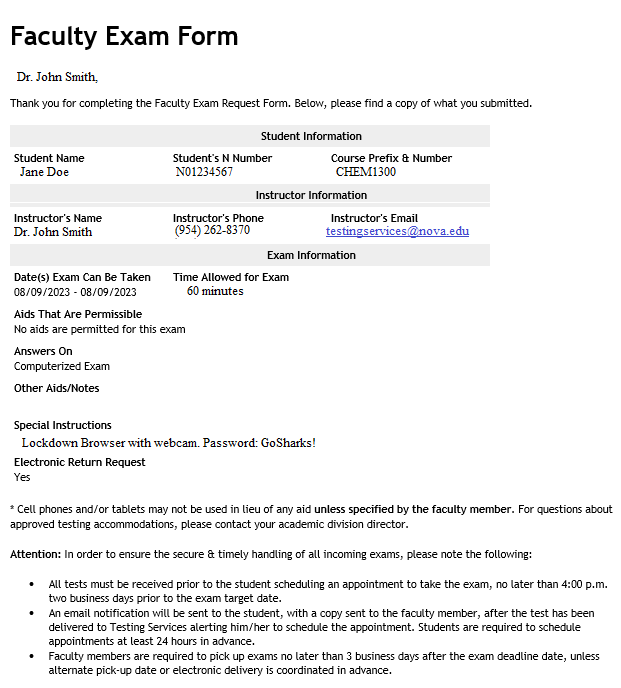 Faculty Exam Form
Dr. John Smith,
Thank you for completing the Faculty Exam Request Form. Below, please find a copy of what you submitted.
Student Information
Student Name Student's N Number Course Prefix & Number
Jane Doe N01234567 CHEM1300
Instructor Information
Instructor's Name Instructor's Phone Instructor's Email
Dr. John Smith (954) 262-8370 testingservices@nova.edu
Exam Information
Date(s) Exam Can Be Taken Time Allowed for Exam
08/09/2023 - 08/09/2023 60 minutes
Aids That Are Permissible
No aids are permitted for this exam
Answers On
Computerized Exam
Other Aids/Notes
Special Instructions
Lockdown Browser with webcam. Password: GoSharks!
Electronic Return Request
Yes
* Cell phones and/or tablets may not be used in lieu of any aid unless specified by the faculty member. For questions about
approved testing accommodations, please contact your academic division director.
Attention: In order to ensure the secure & timely handling of all incoming exams, please note the following:
• All tests must be received prior to the student scheduling an appointment to take the exam, no later than 4:00 p.m.
two business days prior to the exam target date.
• An email notification will be sent to the student, with a copy sent to the faculty member, after the test has been
delivered to Testing Services alerting him/her to schedule the appointment. Students are required to schedule
appointments at least 24 hours in advance.
• Faculty members are required to pick up exams no later than 3 business days after the exam deadline date, unless
alternate pick-up date or electronic delivery is coordinated in advance.